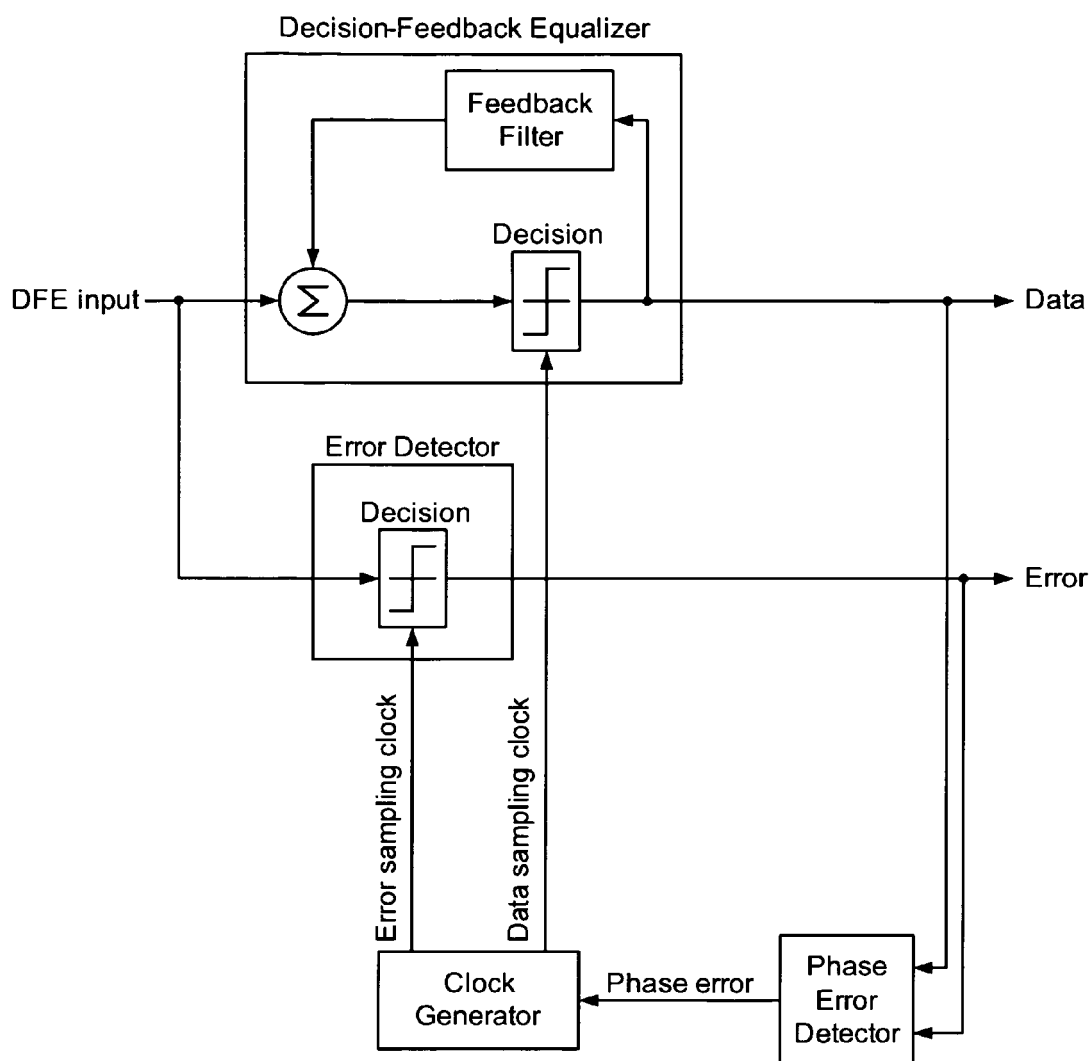 Decision-Feedback Equalizer
Feedback
Filter
Decision
DFE input
Σ
Data
Error Detector
Decision
Error
Error sampling clock
Data sampling clock
Clock
Generator
Phase error
Phase
Error
Detector